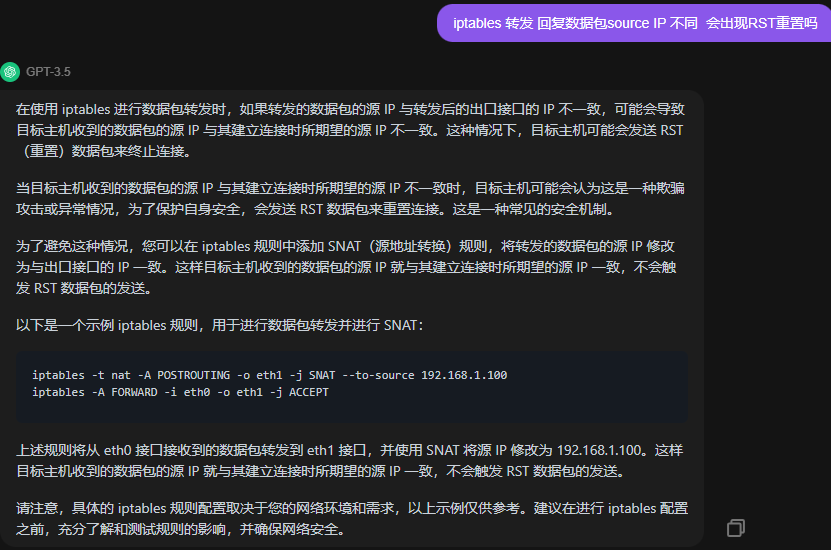 iptables 转发 回复数据包source IP 不同  会出现RST重置吗
GPT-3.5
在使用 iptables 进行数据包转发时，如果转发的数据包的源 IP 与转发后的出口接口的 IP 不一致，可能会导致
目标主机收到的数据包的源 IP 与其建立连接时所期望的源 IP 不一致。这种情况下，目标主机可能会发送 RST
（重置）数据包来终止连接。
当目标主机收到的数据包的源 IP 与其建立连接时所期望的源 IP 不一致时，目标主机可能会认为这是一种欺骗
攻击或异常情况，为了保护自身安全，会发送 RST 数据包来重置连接。这是一种常见的安全机制。
为了避免这种情况，您可以在 iptables 规则中添加 SNAT（源地址转换）规则，将转发的数据包的源 IP 修改
为与出口接口的 IP 一致。这样目标主机收到的数据包的源 IP 就与其建立连接时所期望的源 IP 一致，不会触
发 RST 数据包的发送。
以下是一个示例 iptables 规则，用于进行数据包转发并进行 SNAT：
iptables -t nat -A POSTROUTING -o eth1 -j SNAT --to-source 192.168.1.100
iptables -A FORWARD -i eth0 -o eth1 -j ACCEPT
上述规则将从 eth0 接口接收到的数据包转发到 eth1 接口，并使用 SNAT 将源 IP 修改为 192.168.1.100。这样
目标主机收到的数据包的源 IP 就与其建立连接时所期望的源 IP 一致，不会触发 RST 数据包的发送。
请注意，具体的 iptables 规则配置取决于您的网络环境和需求，以上示例仅供参考。建议在进行 iptables 配置
之前，充分了解和测试规则的影响，并确保网络安全。